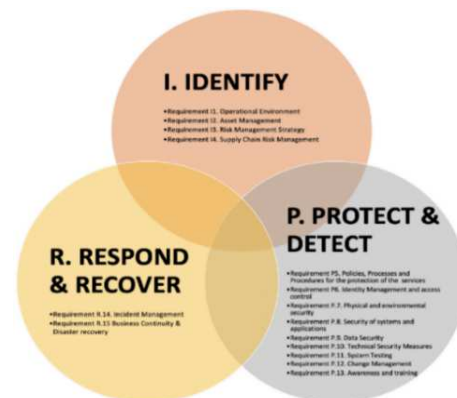 I. IDENTIFY
•Requirement I1. Operational Environment
•Requirement I2. Asset Management
•Requirement I3. Risk Management Strategy
•Requirement I4. Supply Chain Risk Management
R. RESPOND
& RECOVER
•Requirement R.14. Incident Management
•Requirement R.15 Business Continuity &
Disaster recovery
P. PROTECT &
DETECT
•Requirement P5. Policies, Processes and
Procedures for the protection of the services
•Requirement P6. Identity Management and access
control
•Requirement P.7. Physical and environmental
security
•Requirement P.8. Security of systems and
applications
•Requirement P.9. Data Security
•Requirement P.10. Technical Security Measures
•Requirement P.11. System Testing
•Requirement P.12. Change Management
•Requirement P.13. Awareness and training